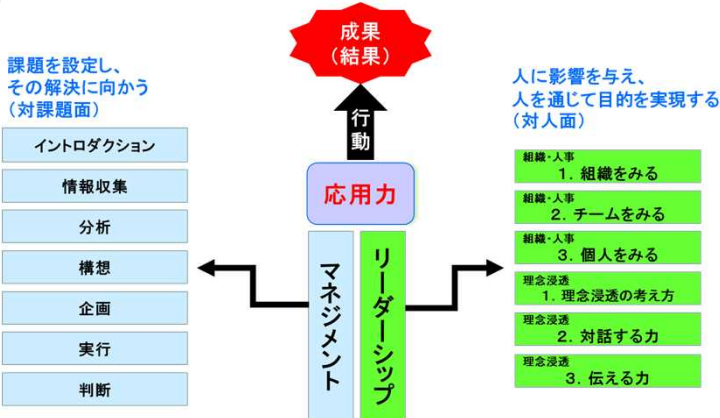 成果
(結果)
課題を設定し、
その解決に向かう
(対課題面)
人に影響を与え、
人を通じて目的を実現する
(対人面)
行動
イントロダクション
情報収集
分析
構想
企画
実行
判断
応用力
マネジメント
リーダーシップ
組織・人事
1. 組織をみる
組織・人事
2. チームをみる
組織・人事
3. 個人をみる
理念浸透
1. 理念浸透の考え方
理念浸透
2. 対話する力
理念浸透
3. 伝える力